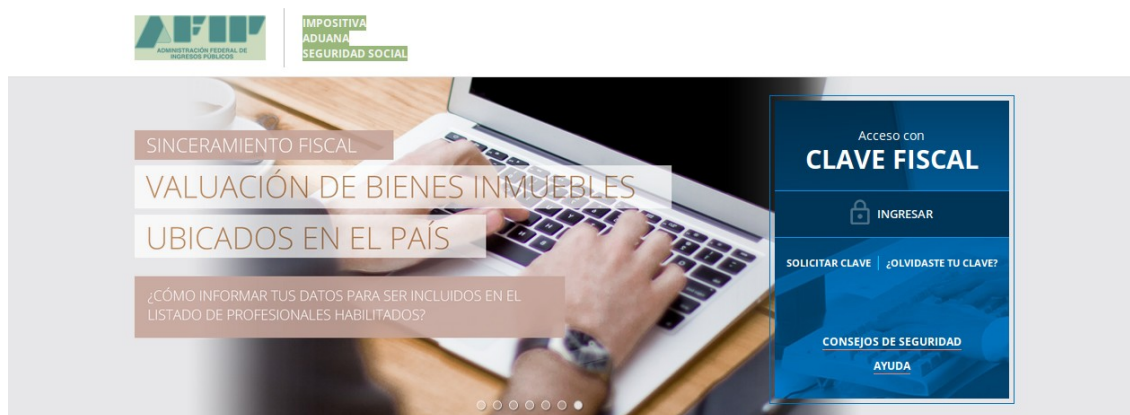 AFIP
ADMINISTRACIÓN FEDERAL DE
INGRESOS PÚBLICOS
IMPOSITIVA
ADUANA
SEGURIDAD SOCIAL
SINCERAMIENTO FISCAL
VALUACIÓN DE BIENES INMUEBLES
UBICADOS EN EL PAÍS
¿CÓMO INFORMAR TUS DATOS PARA SER INCLUIDOS EN EL
LISTADO DE PROFESIONALES HABILITADOS?
Acceso con
CLAVE FISCAL
INGRESAR
SOLICITAR CLAVE
¿OLVIDASTE TU CLAVE?
CONSEJOS DE SEGURIDAD
AYUDA